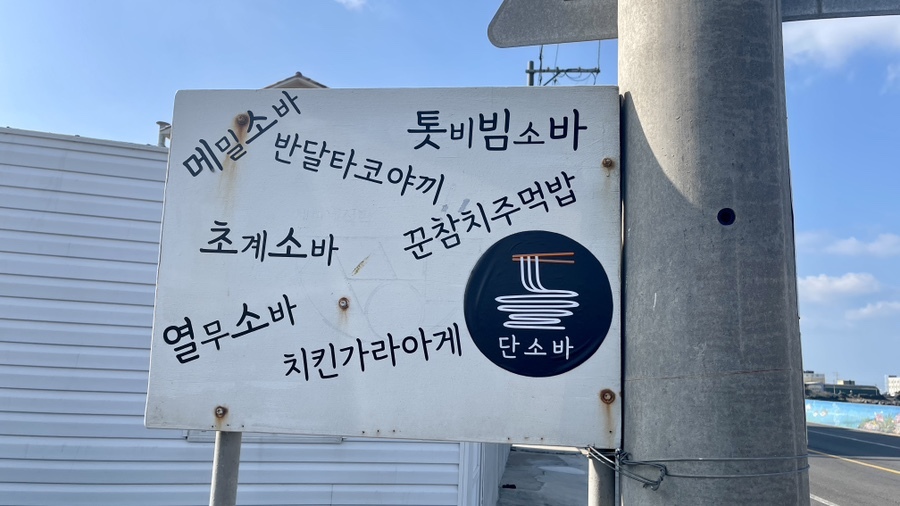 메밀소바
톳비빔소바
반달타코야끼
꾼참치주먹밥
초계소바
열무소바
치킨가라아게
단소바